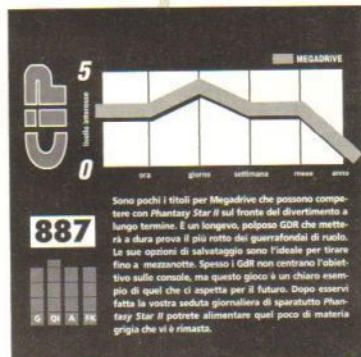 CiP
MEGADRIVE
5
livello interesse
0
ora giorno settimana mese anno
887
G QI A FK
Sono pochi i titoli per Megadrive che possono compe-
tere con Phantasy Star II sul fronte del divertimento a
lungo termine. E un longevo, polposo GDR che mette-
rà a dura prova il più rotto dei guerrafondai di ruolo.
Le sue opzioni di salvataggio sono l'ideale per tirare
fino a mezzanotte. Spesso i GdR non centrano l'obiet-
tivo sulle console, ma questo gioco è un chiaro esem-
pio di quel che ci aspetta per il futuro. Dopo esservi
fatta la vostra seduta giornaliera di sparatutto Phan-
tasy Star II potrete alimentare quel poco di materia
grigia che vi è rimasta.